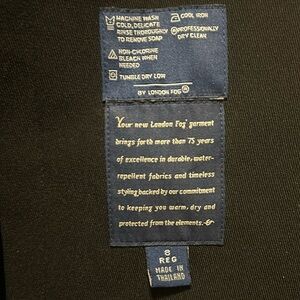 MACHINE WASH
COLD, DELICATE
RINSE THOROUGHLY
TO REMOVE SOAP
NON-CHLORINE
BLEACH WHEN
NEEDED
TUMBLE DRY LOW
COOL IRON
PROFESSIONALLY
DRY CLEAN
BY LONDON FOG®
Your new London Fog® garment
brings forth more than 75 years
of excellence in durable, water-
repellent fabrics and timeless
styling backed by our commitment
to keeping you warm, dry and
protected from the elements.
8
REG
MADE IN
THAILAND